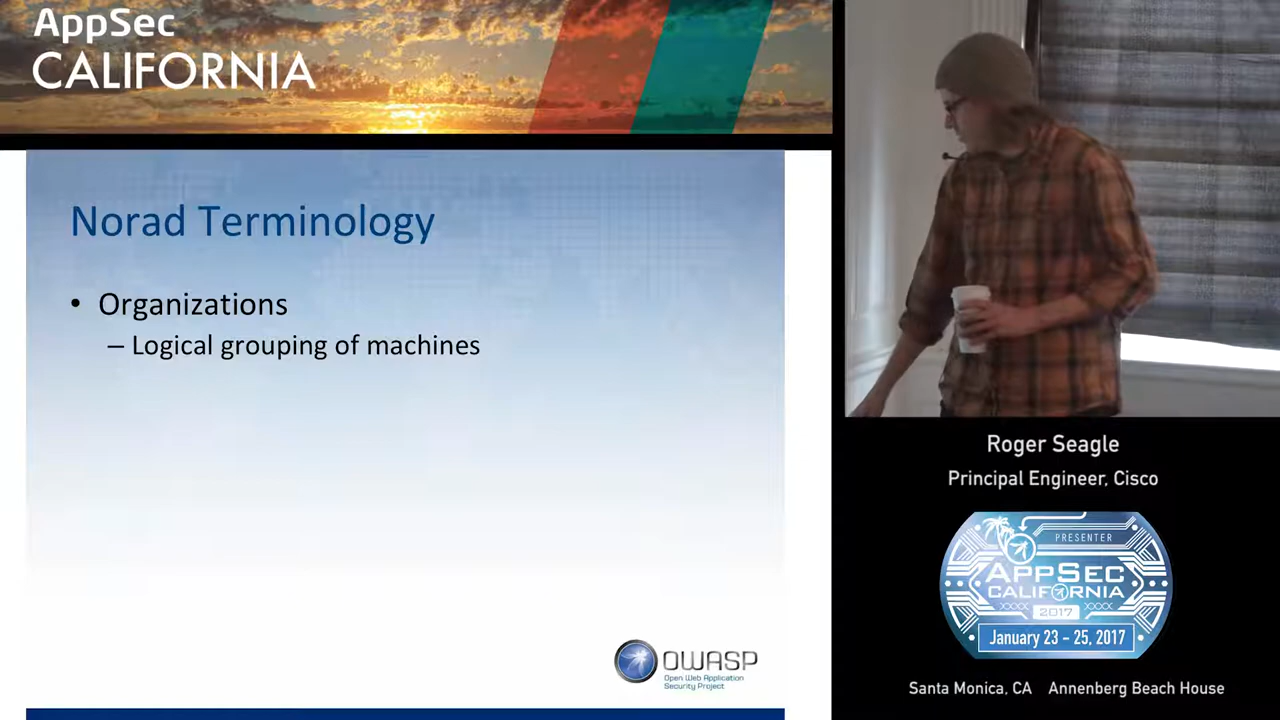 AppSec
CALIFORNIA
Norad Terminology
• Organizations
– Logical grouping of machines
OWASP
Open Web Application
Security Project
Roger Seagle
Principal Engineer, Cisco
PRESENTER
APPSEC
CALIFORNIA
2017
January 23 - 25, 2017
Santa Monica, CA Annenberg Beach House